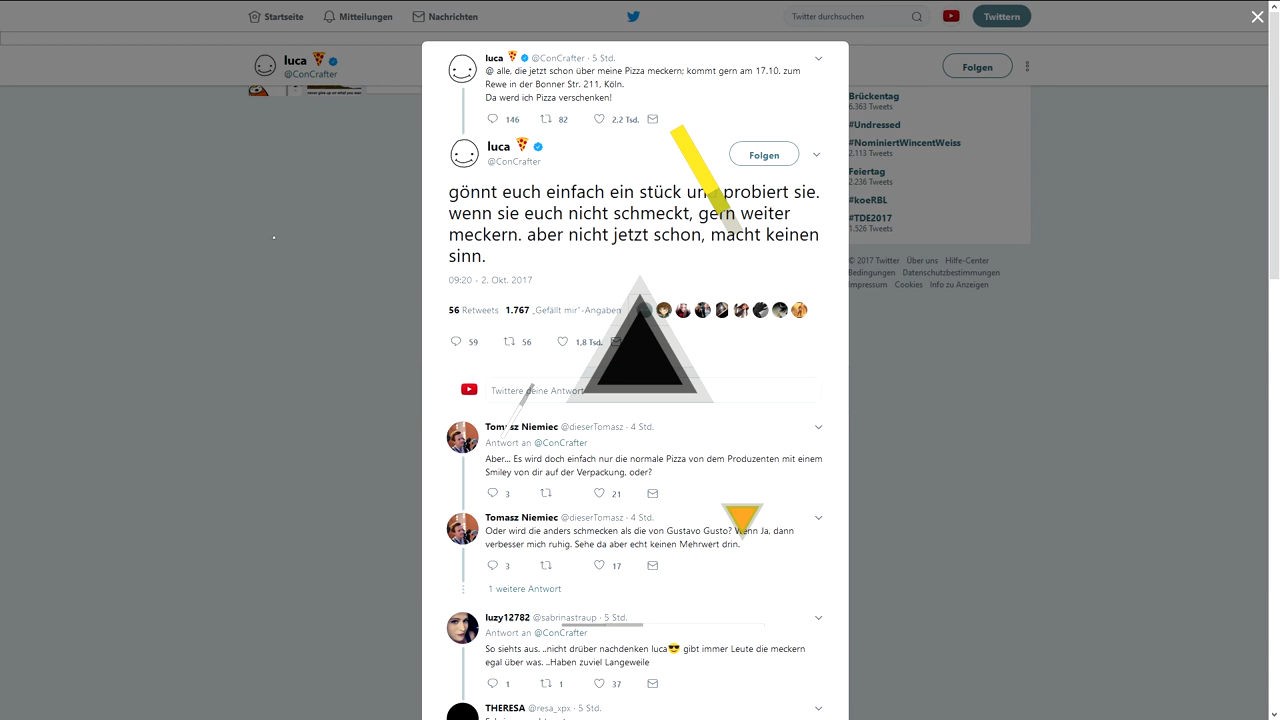 Startseite
Mitteilungen
Nachrichten
Twitter durchsuchen
Twittern
luca 🍕
@ConCrafter
Folgen
luca 🍕 @ConCrafter · 5 Std.
@ alle, die jetzt schon über meine Pizza meckern; kommt gern am 17.10. zum
Rewe in der Bonner Str. 211, Köln.
Da werd ich Pizza verschenken!
146 82 2,2 Tsd.
luca 🍕
@ConCrafter
Folgen
gönnt euch einfach ein stück und probiert sie.
wenn sie euch nicht schmeckt, gern weiter
meckern. aber nicht jetzt schon, macht keinen
sinn.
09:20 - 2. Okt. 2017
56 Retweets 1.767 „Gefällt mir“-Angaben
59 56 1,8 Tsd.
Twittere deine Antwort
Tomasz Niemiec @dieserTomasz · 4 Std.
Antwort an @ConCrafter
Aber... Es wird doch einfach nur die normale Pizza von dem Produzenten mit einem
Smiley von dir auf der Verpackung, oder?
3 21
Tomasz Niemiec @dieserTomasz · 4 Std.
Oder wird die anders schmecken als die von Gustavo Gusto? Wenn Ja, dann
verbesser mich ruhig. Sehe da aber echt keinen Mehrwert drin.
3 17
1 weitere Antwort
luzy12782 @sabrinastraup · 5 Std.
Antwort an @ConCrafter
So siehts aus. ..nicht drüber nachdenken luca😎 gibt immer Leute die meckern
egal über was. ..Haben zuviel Langeweile
1 1 37
THERESA @resa_xpx · 5 Std.
Brückentag
6,363 Tweets
#Undressed
#NominiertWincentWeiss
2,113 Tweets
Feiertag
2.236 Tweets
#koeRBL
#TDE2017
1,526 Tweets
© 2017 Twitter Über uns Hilfe-Center
Bedingungen Datenschutzbestimmungen
Impressum Cookies Info zu Anzeigen